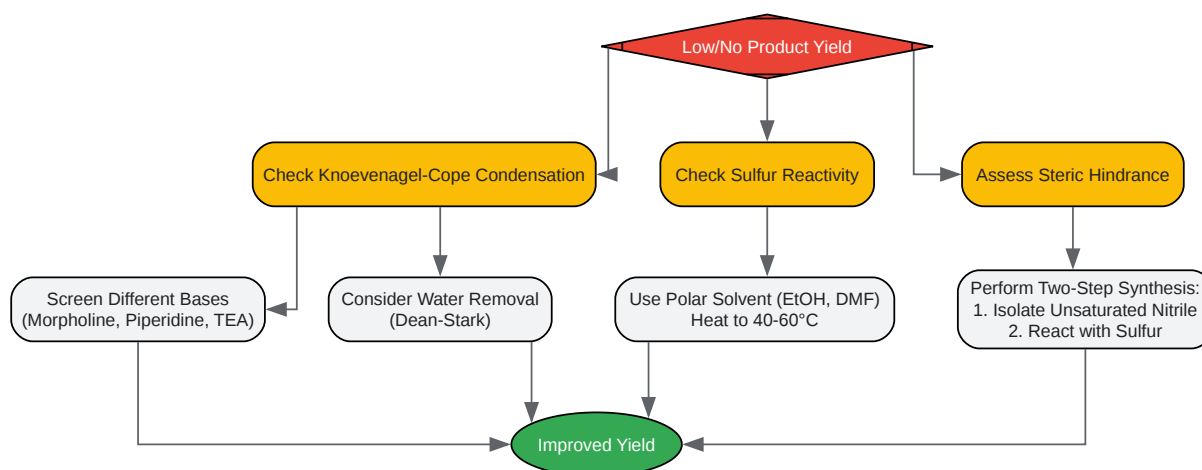 Low/No Product Yield
Check Knoevenagel-Cope Condensation
Check Sulfur Reactivity
Assess Steric Hindrance
Screen Different Bases
(Morpholine, Piperidine, TEA)
Consider Water Removal
(Dean-Stark)
Use Polar Solvent (EtOH, DMF)
Heat to 40-60°C
Perform Two-Step Synthesis:
1. Isolate Unsaturated Nitrile
2. React with Sulfur
Improved Yield